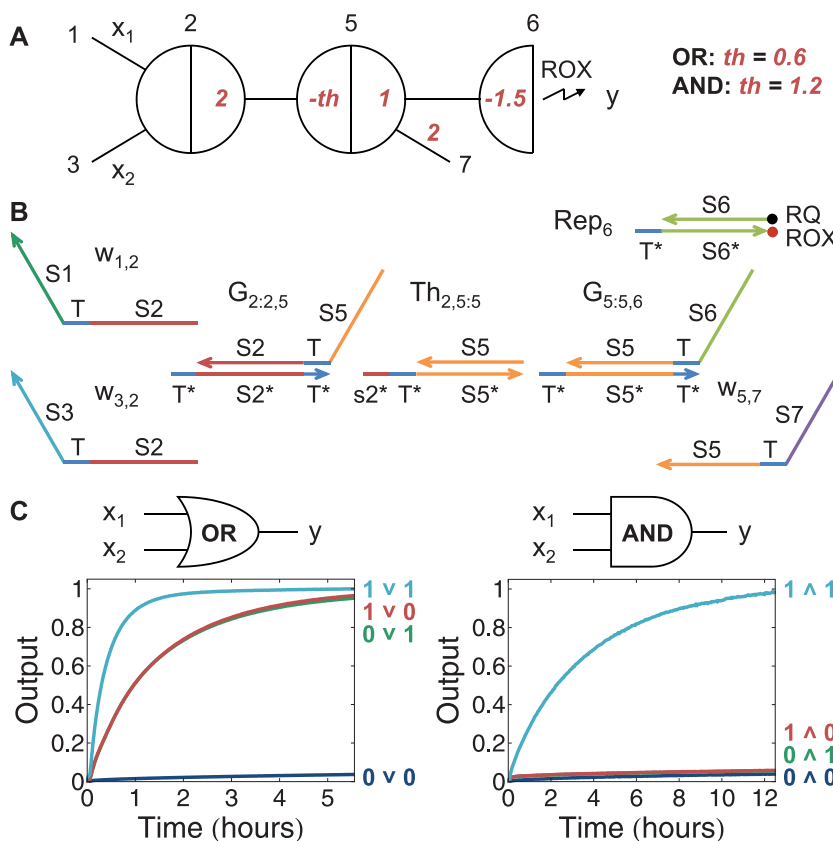 A
1 x1 2 5 6
2 -th 1 -1.5 ROX y
3 x2 2 7
OR: th = 0.6
AND: th = 1.2
B
Rep6 S6 RQ
T* S6* ROX
S1 w1,2 G2:2,5 S5 Th2,5:5 G5:5,6 S6
T S2
S2 T S5 S5 T
T* S2* T* s2* T* S5* T* S5* T*
S3 w3,2 w5,7 S7
T S2 S5 T
C
x1 OR y
x2
x1 AND y
x2
Output
1
0.8
0.6
0.4
0.2
0
0 1 2 3 4 5
Time (hours)
1 ∨ 1
1 ∨ 0
0 ∨ 1
0 ∨ 0
Output
1
0.8
0.6
0.4
0.2
0
0 2 4 6 8 10 12
Time (hours)
1 ∧ 1
1 ∧ 0
0 ∧ 1
0 ∧ 0